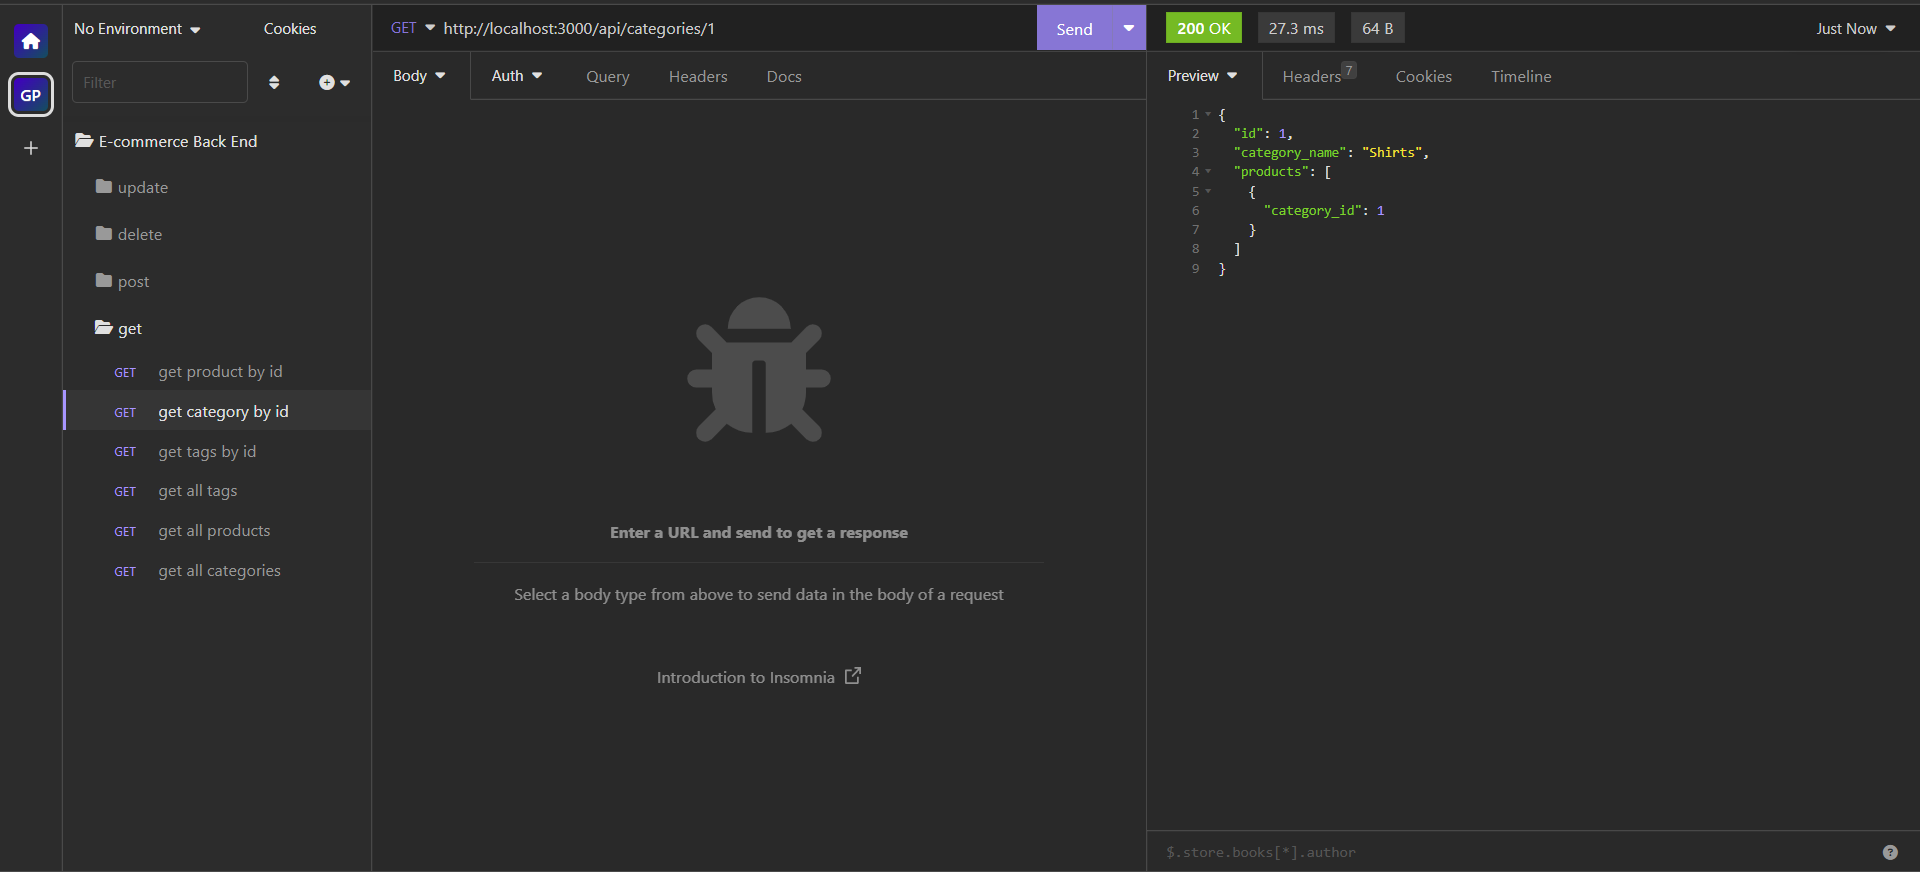 No Environment
Cookies
Filter
GP
E-commerce Back End
update
delete
post
get
GET get product by id
GET get category by id
GET get tags by id
GET get all tags
GET get all products
GET get all categories
GET http://localhost:3000/api/categories/1
Send
Body
Auth
Query
Headers
Docs
Enter a URL and send to get a response
Select a body type from above to send data in the body of a request
Introduction to Insomnia
200 OK
27.3 ms
64 B
Just Now
Preview
Headers 7
Cookies
Timeline
1 {
2 "id": 1,
3 "category_name": "Shirts",
4 "products": [
5 {
6 "category_id": 1
7 }
8 ]
9 }
$.store.books[*].author
?